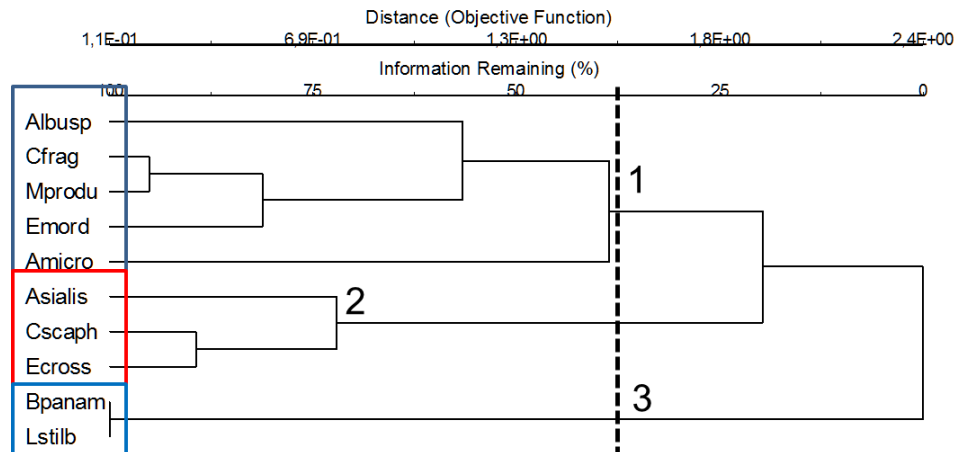 Distance (Objective Function)
1,1E-01 6,9E-01 1,3E+00 1,8E+00 2,4E+00
Information Remaining (%)
100 75 50 25 0
Albusp
Cfrag
Mprodu
Emord
Amicro
Asialis
Cscaph
Ecross
Bpanam
Lstilb
1
2
3